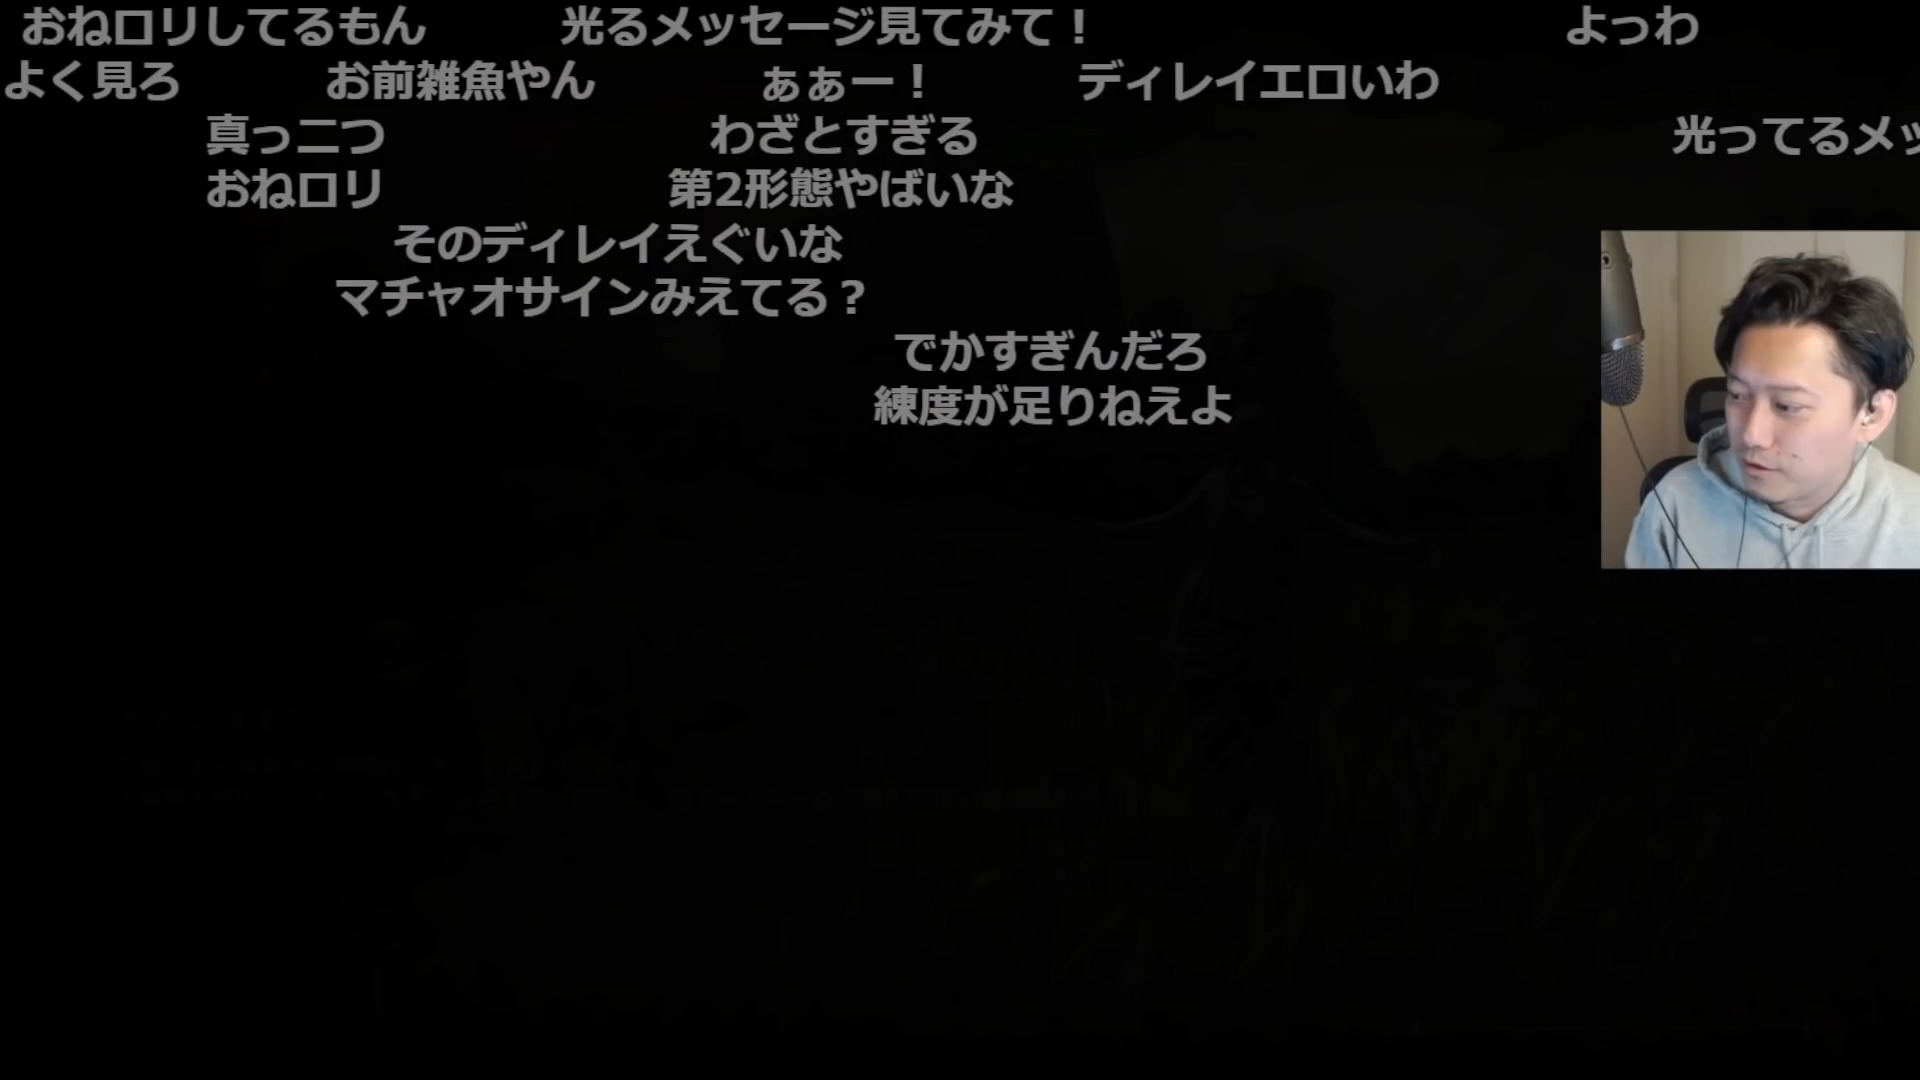 おねロリしてるもん 光るメッセージ見てみて！ よっわ
よく見ろ お前雑魚やん ぁぁー！ ディレイエロいわ
真っ二つ わざとすぎる 光ってるメッ
おねロリ 第2形態やばいな
そのディレイえぐいな
マチャオサインみえてる？
でかすぎんだろ
練度が足りねえよ